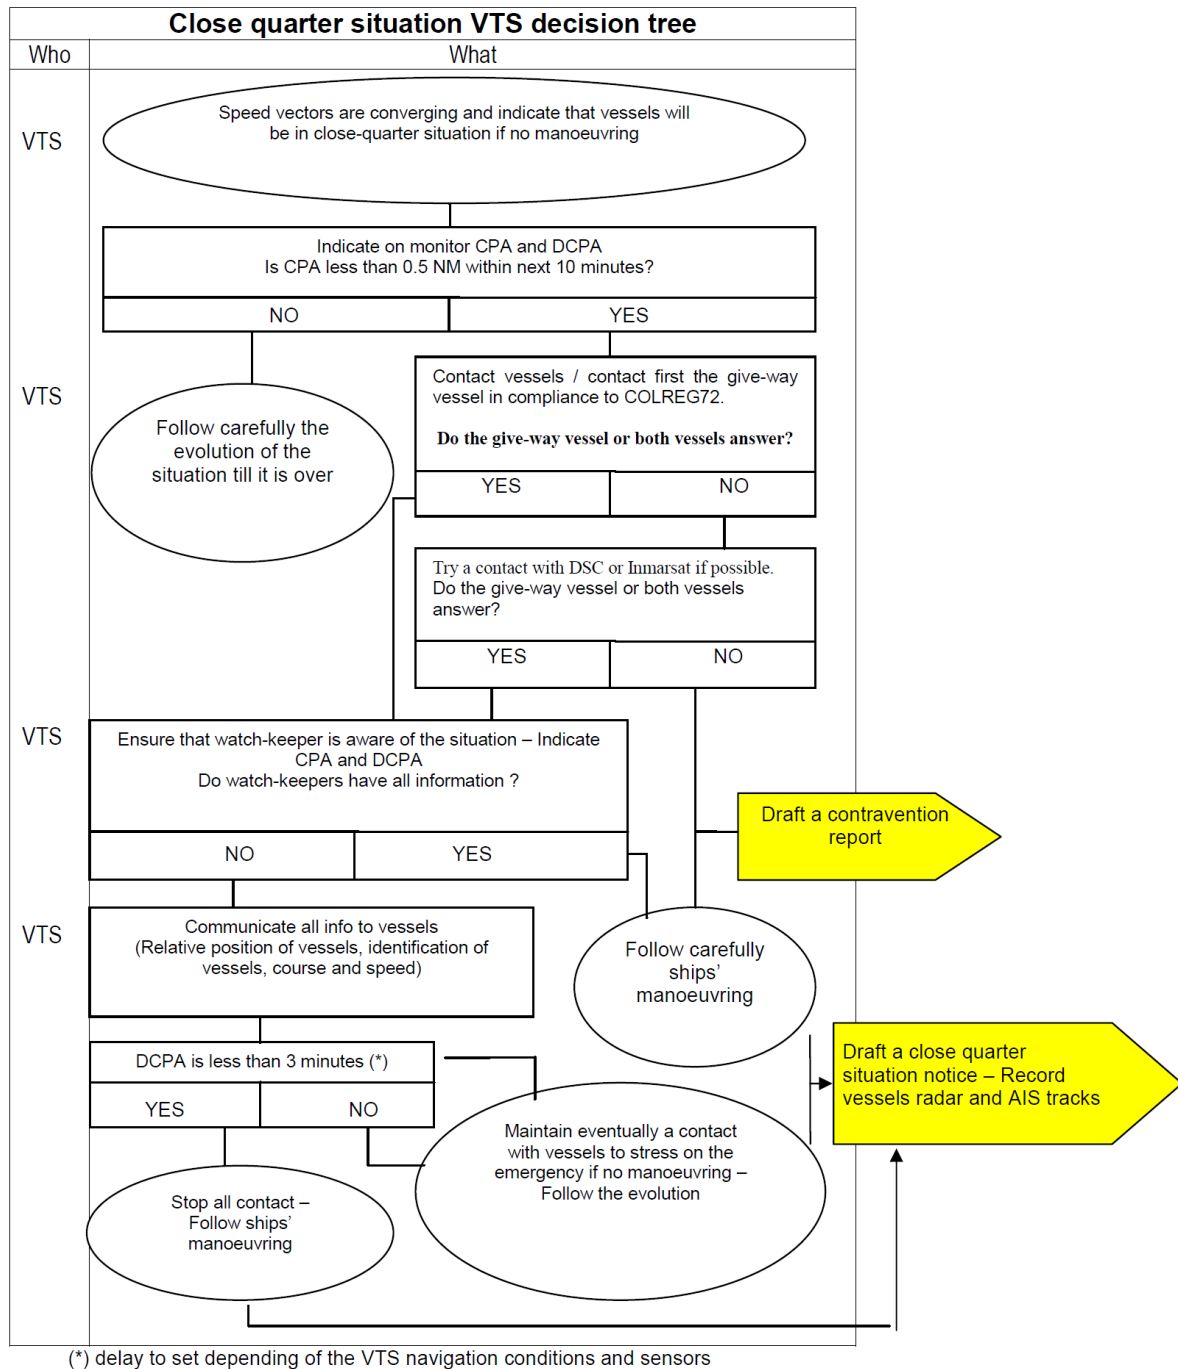 Close quarter situation VTS decision tree
Who
What
VTS
Speed vectors are converging and indicate that vessels will
be in close-quarter situation if no manoeuvring
Indicate on monitor CPA and DCPA
Is CPA less than 0.5 NM within next 10 minutes?
NO
YES
VTS
Contact vessels / contact first the give-way
vessel in compliance to COLREG72.
Do the give-way vessel or both vessels answer?
YES
NO
Follow carefully the
evolution of the
situation till it is over
Try a contact with DSC or Inmarsat if possible.
Do the give-way vessel or both vessels
answer?
YES
NO
VTS
Ensure that watch-keeper is aware of the situation – Indicate
CPA and DCPA
Do watch-keepers have all information ?
NO
YES
Draft a contravention
report
VTS
Communicate all info to vessels
(Relative position of vessels, identification of
vessels, course and speed)
Follow carefully
ships'
manoeuvring
DCPA is less than 3 minutes (*)
YES
NO
Draft a close quarter
situation notice – Record
vessels radar and AIS tracks
Maintain eventually a contact
with vessels to stress on the
emergency if no manoeuvring –
Follow the evolution
Stop all contact –
Follow ships'
manoeuvring
(*) delay to set depending of the VTS navigation conditions and sensors